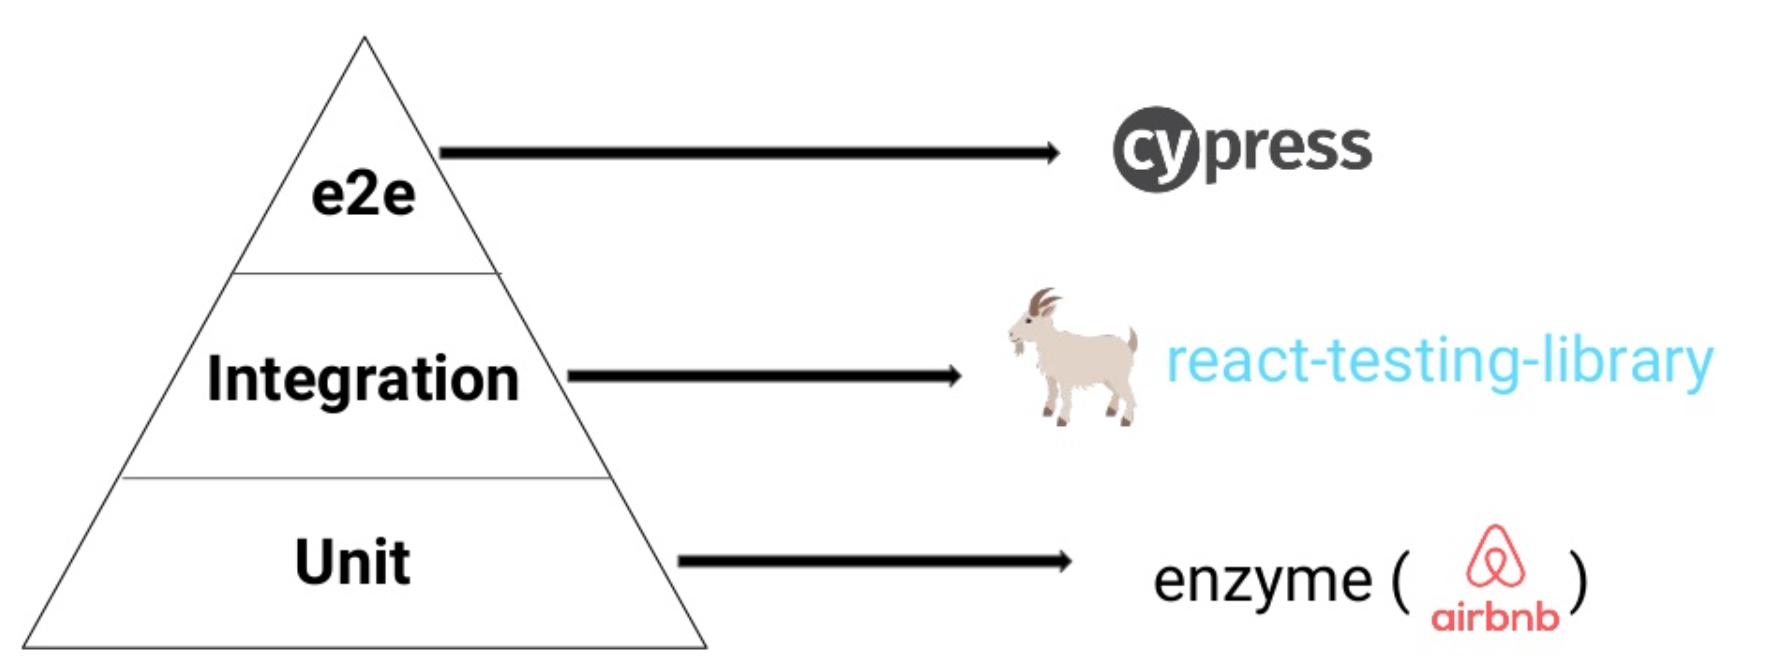 e2e
cypress
Integration
react-testing-library
Unit
enzyme ( airbnb )